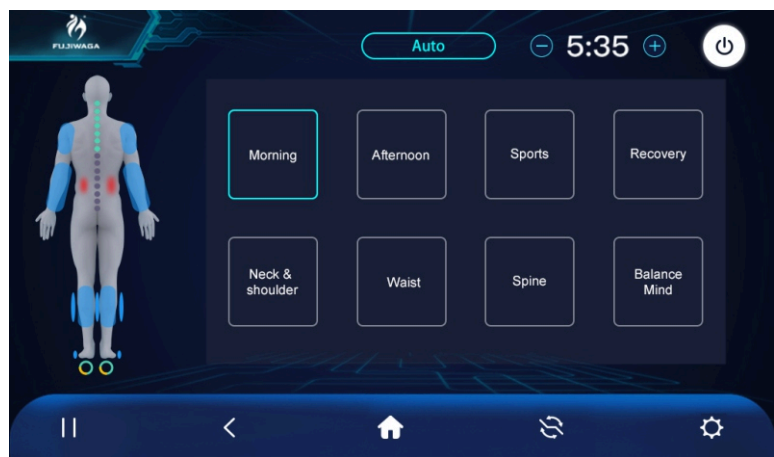 FUJIWAGA
Auto
5:35
Morning
Afternoon
Sports
Recovery
Neck &
shoulder
Waist
Spine
Balance
Mind